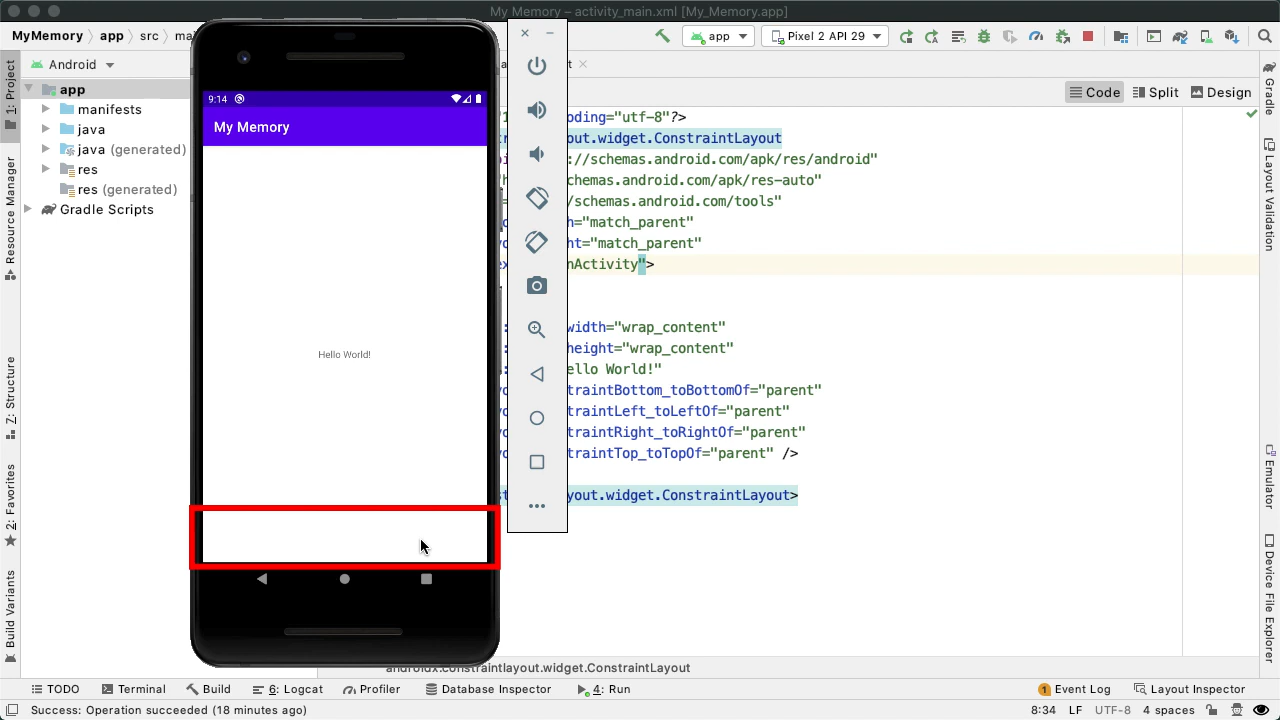 My Memory – activity_main.xml [My_Memory.app]
MyMemory app src
app Pixel 2 API 29
Android
Code Split Design
1: Project
Resource Manager
Z: Structure
2: Favorites
Build Variants
app
manifests
java
java (generated)
res
res (generated)
Gradle Scripts
9:14
My Memory
Hello World!
oding="utf-8"?>
out.widget.ConstraintLayout
://schemas.android.com/apk/res/android"
chemas.android.com/apk/res-auto"
/schemas.android.com/tools"
h="match_parent"
ht="match_parent"
nActivity">
width="wrap_content"
height="wrap_content"
ello World!"
traintBottom_toBottomOf="parent"
traintLeft_toLeftOf="parent"
traintRight_toRightOf="parent"
traintTop_toTopOf="parent" />
yout.widget.ConstraintLayout>
androidx.constraintlayout.widget.ConstraintLayout
Gradle
Layout Validation
Emulator
Device File Explorer
TODO Terminal Build 6: Logcat Profiler Database Inspector 4: Run 1 Event Log Layout Inspector
Success: Operation succeeded (18 minutes ago) 8:34 LF UTF-8 4 spaces